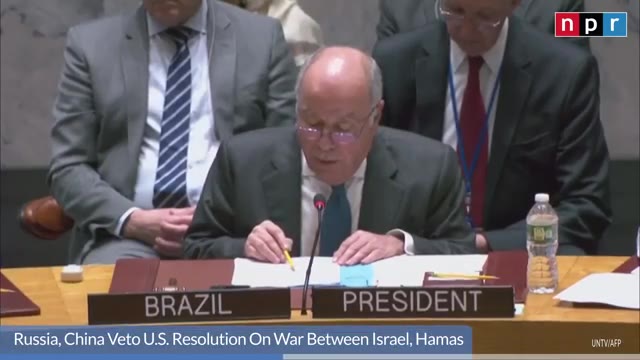 npr
BRAZIL
PRESIDENT
Russia, China Veto U.S. Resolution On War Between Israel, Hamas
UNTV/AFP